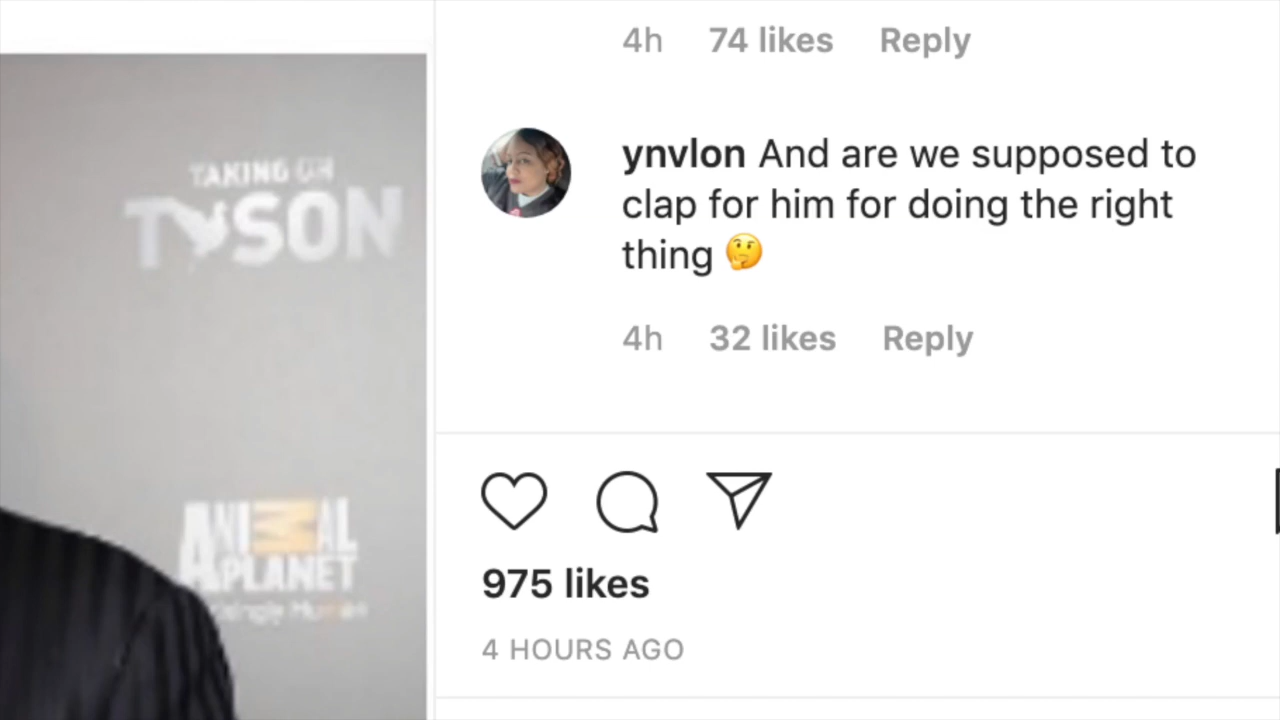 TAKING ON
TYSON
ANIMAL
PLANET
4h 74 likes Reply
ynvlon And are we supposed to
clap for him for doing the right
thing 🤔
4h 32 likes Reply
975 likes
4 HOURS AGO